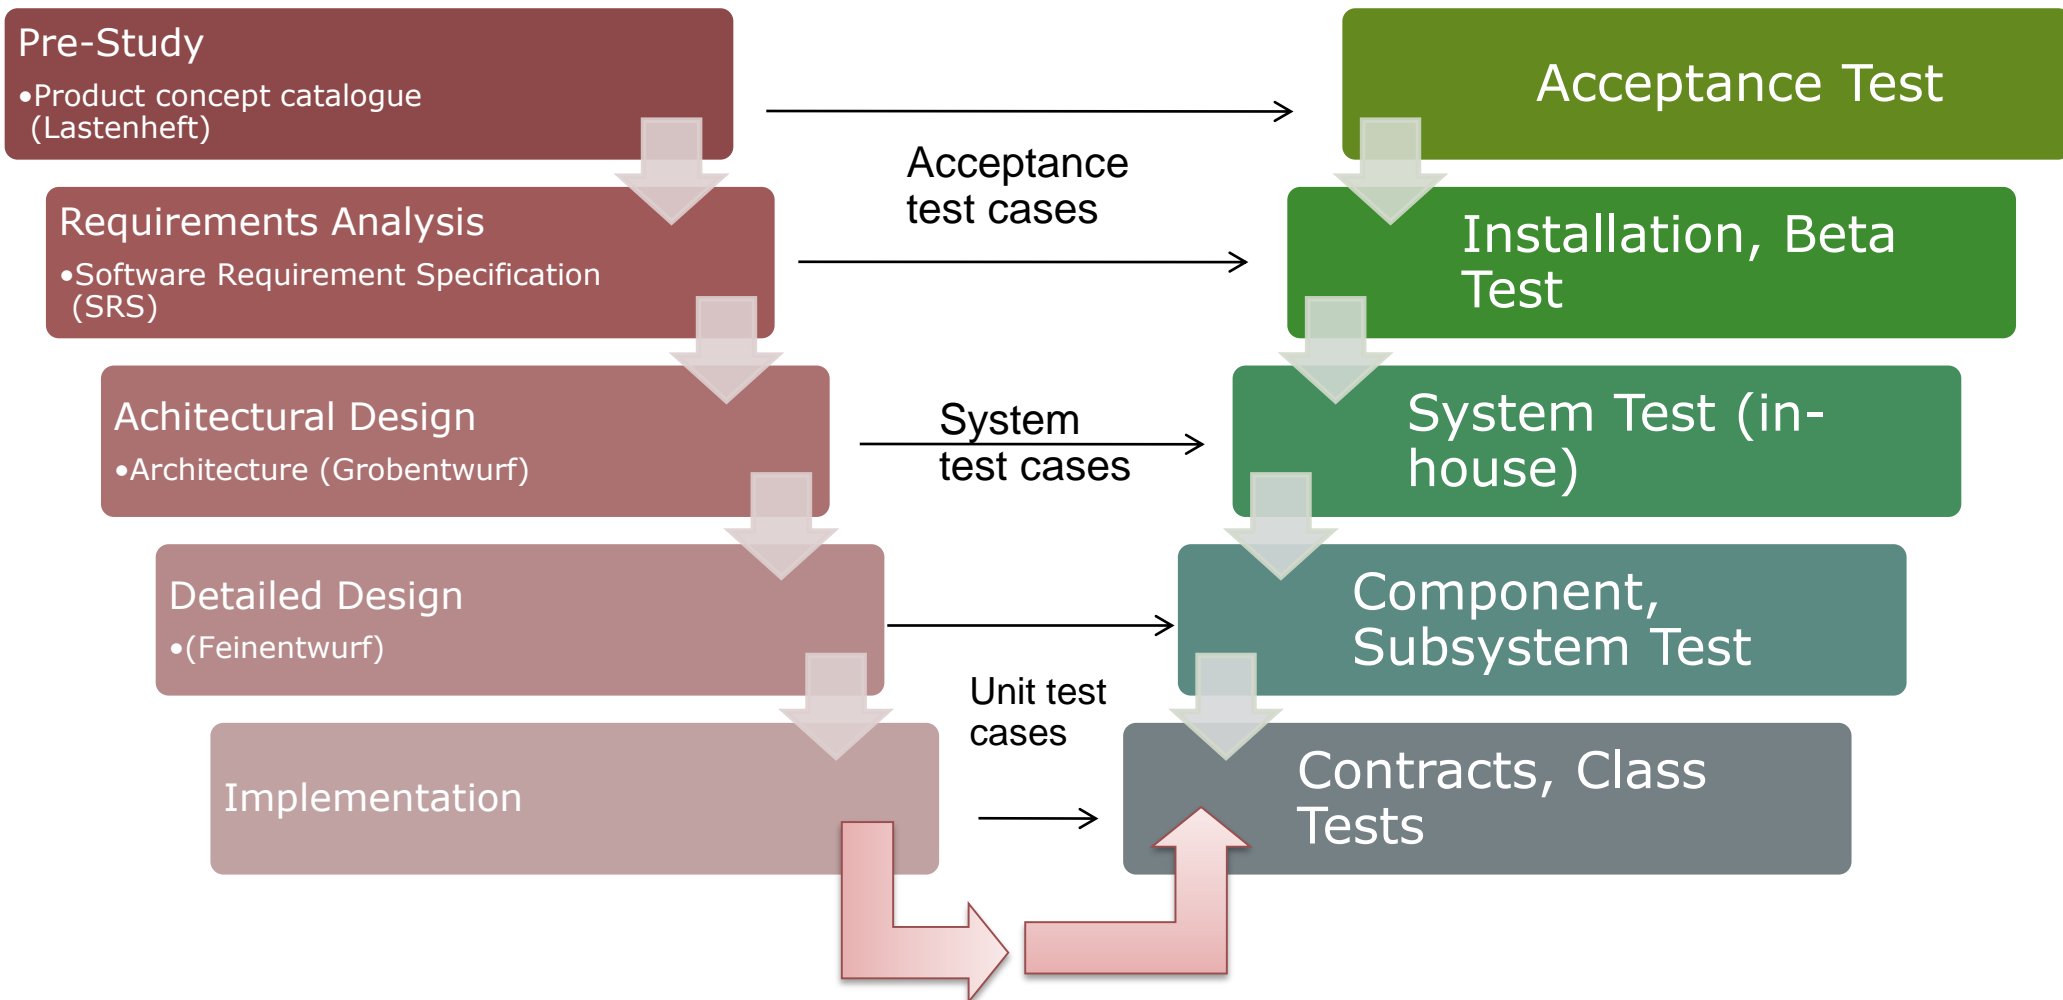 Pre-Study
•Product concept catalogue
(Lastenheft)
Requirements Analysis
•Software Requirement Specification
(SRS)
Achitectural Design
•Architecture (Grobentwurf)
Detailed Design
•(Feinentwurf)
Implementation
Acceptance
test cases
System
test cases
Unit test
cases
Acceptance Test
Installation, Beta
Test
System Test (in-
house)
Component,
Subsystem Test
Contracts, Class
Tests